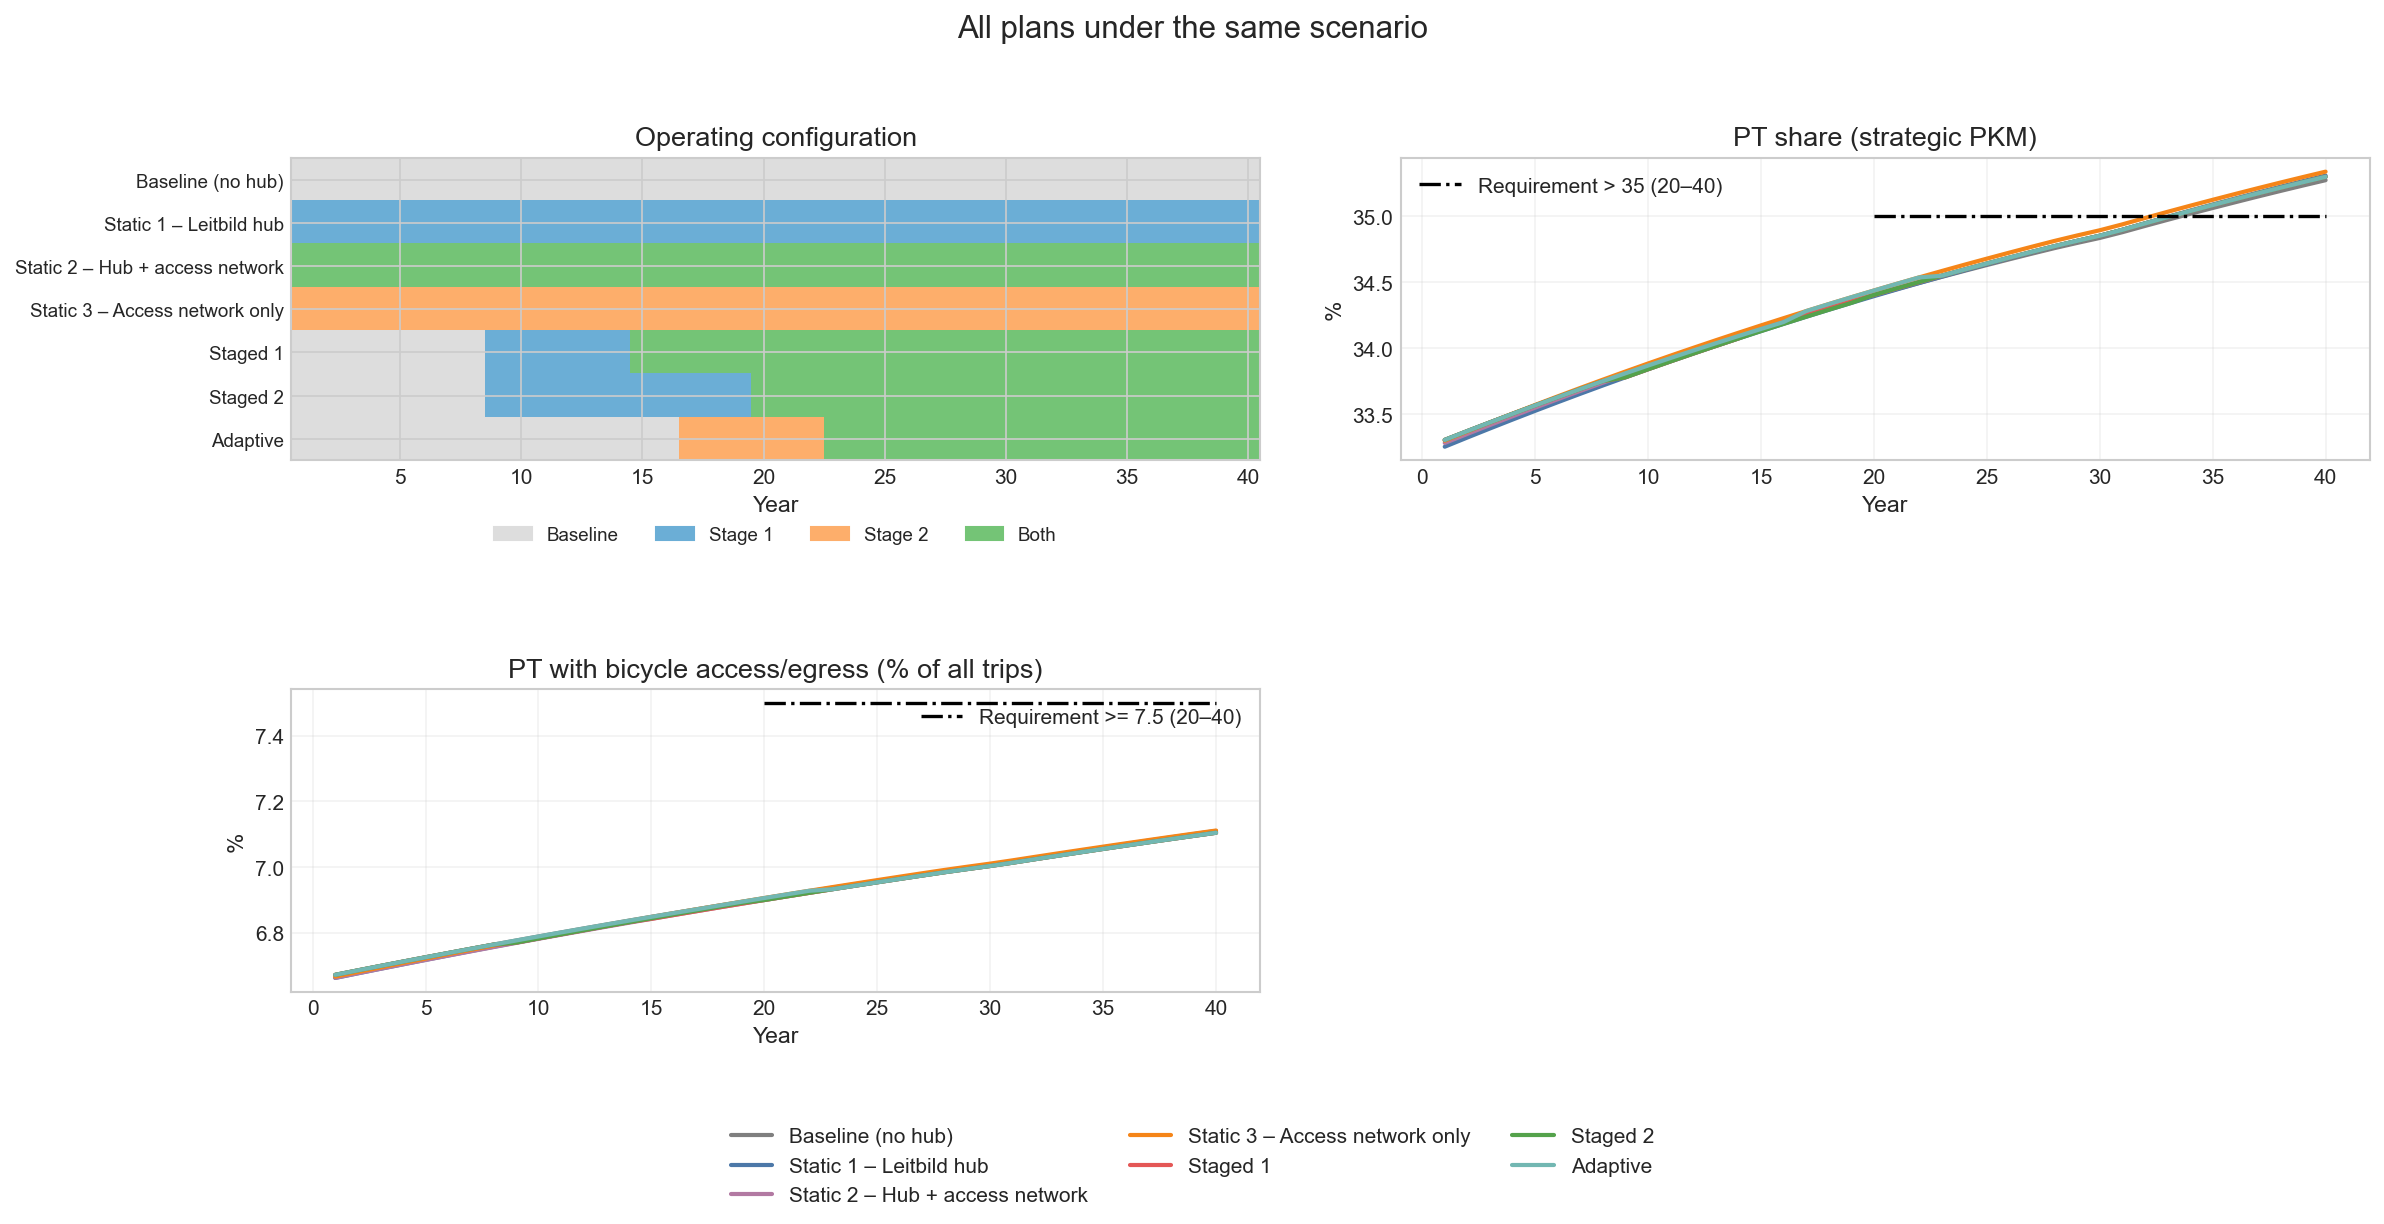 All plans under the same scenario
Operating configuration
Baseline (no hub)
Static 1 – Leitbild hub
Static 2 – Hub + access network
Static 3 – Access network only
Staged 1
Staged 2
Adaptive
5 10 15 20 25 30 35 40
Year
Baseline Stage 1 Stage 2 Both
PT share (strategic PKM)
Requirement > 35 (20–40)
%
35.0
34.5
34.0
33.5
0 5 10 15 20 25 30 35 40
Year
PT with bicycle access/egress (% of all trips)
Requirement >= 7.5 (20–40)
%
7.4
7.2
7.0
6.8
0 5 10 15 20 25 30 35 40
Year
Baseline (no hub)
Static 1 – Leitbild hub
Static 2 – Hub + access network
Static 3 – Access network only
Staged 1
Staged 2
Adaptive